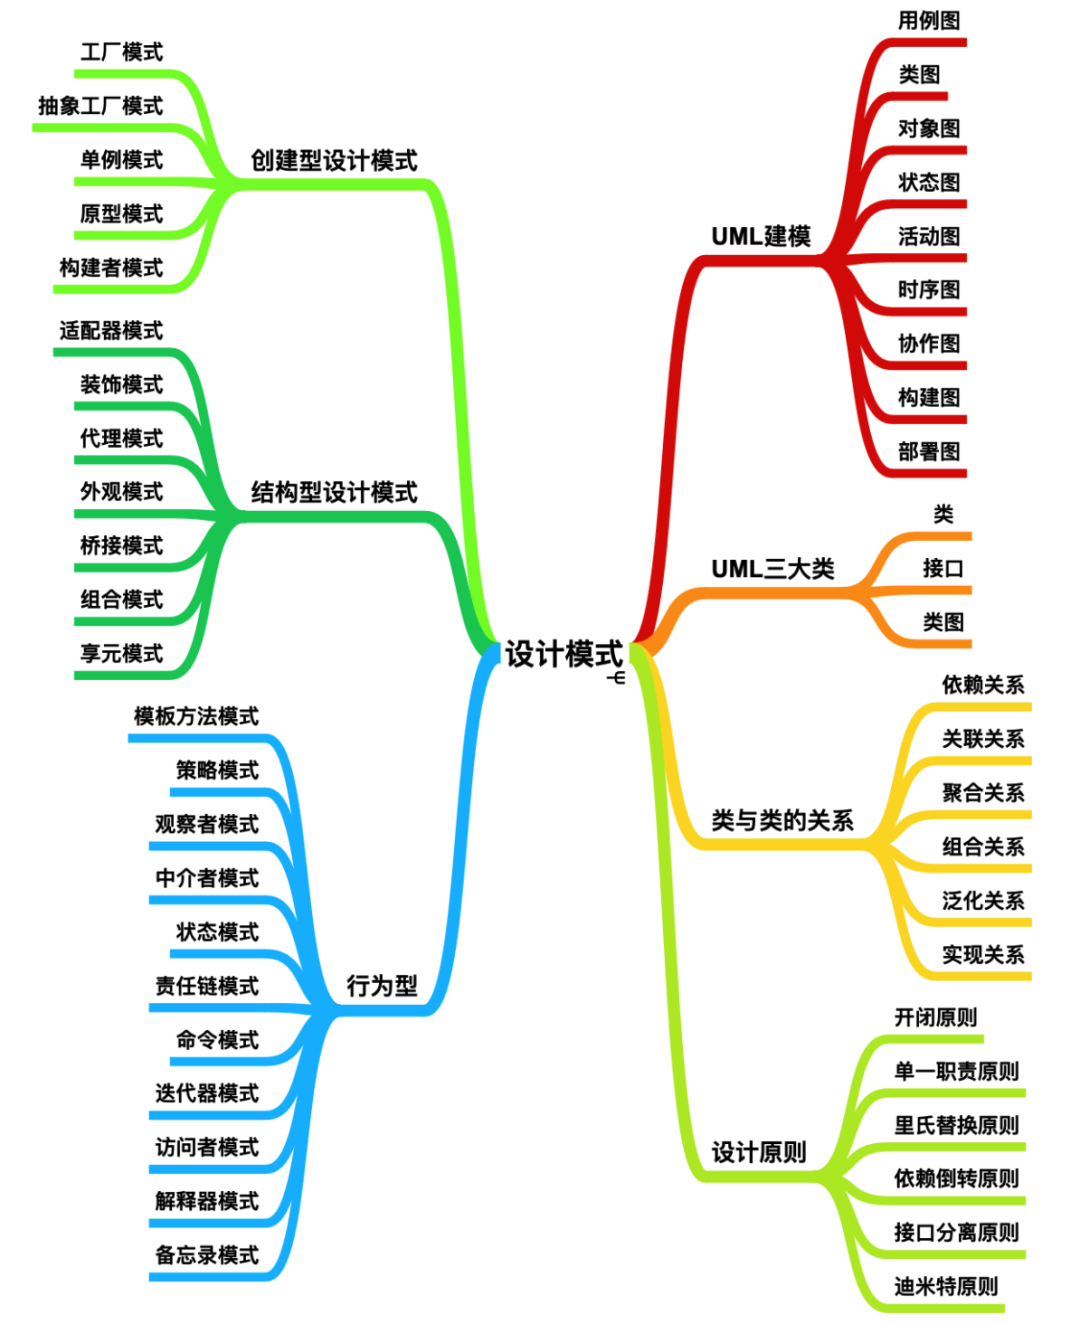 设计模式
UML建模
用例图
类图
对象图
状态图
活动图
时序图
协作图
构建图
部署图
UML三大类
类
接口
类图
类与类的关系
依赖关系
关联关系
聚合关系
组合关系
泛化关系
实现关系
设计原则
开闭原则
单一职责原则
里氏替换原则
依赖倒转原则
接口分离原则
迪米特原则
创建型设计模式
工厂模式
抽象工厂模式
单例模式
原型模式
构建者模式
结构型设计模式
适配器模式
装饰模式
代理模式
外观模式
桥接模式
组合模式
享元模式
行为型
模板方法模式
策略模式
观察者模式
中介者模式
状态模式
责任链模式
命令模式
迭代器模式
访问者模式
解释器模式
备忘录模式